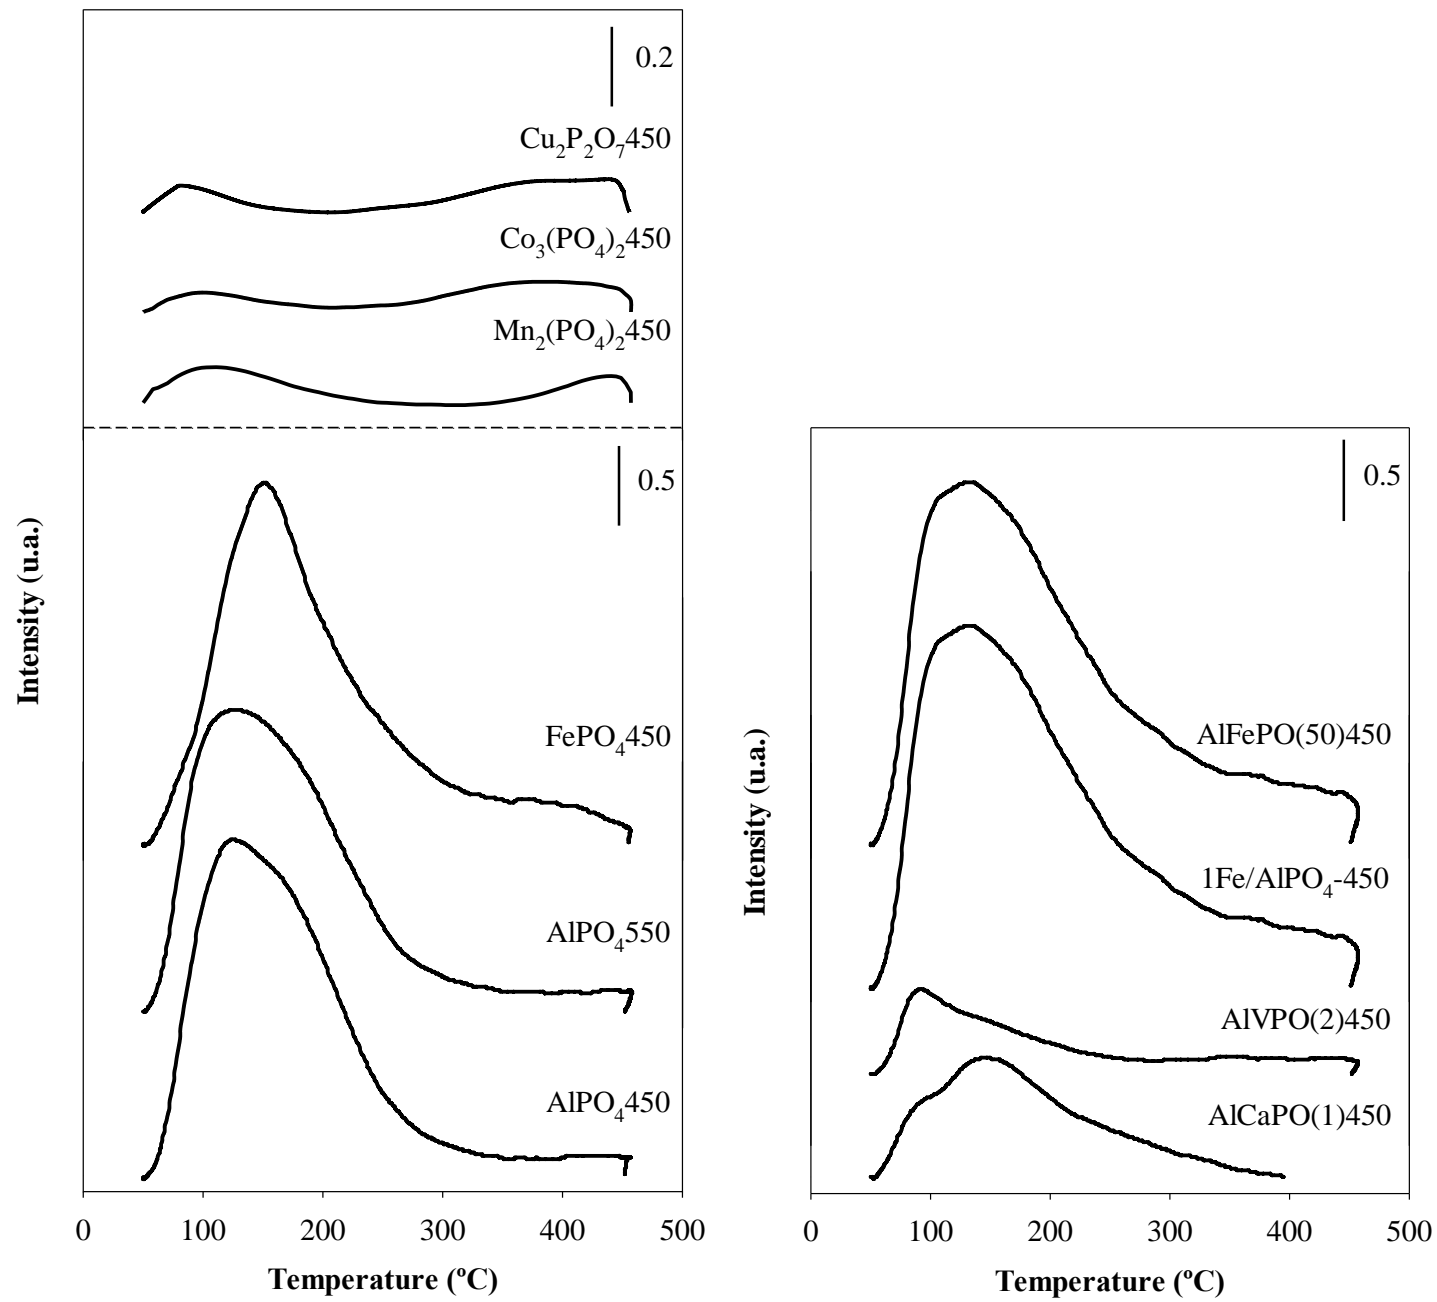 0.2
Cu₂P₂O₇450
Co₃(PO₄)₂450
Mn₂(PO₄)₂450
0.5
FePO₄450
AlPO₄550
AlPO₄450
Intensity (u.a.)
0 100 200 300 400 500
Temperature (ºC)
0.5
AlFePO(50)450
1Fe/AlPO₄-450
AlVPO(2)450
AlCaPO(1)450
Intensity (u.a.)
0 100 200 300 400 500
Temperature (ºC)